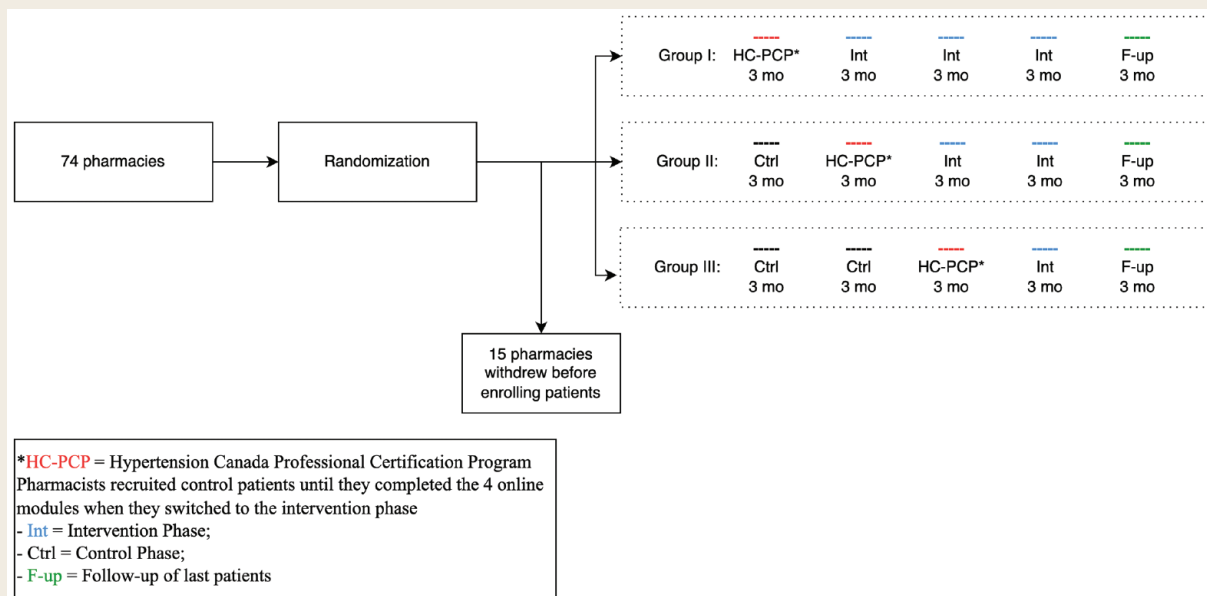 74 pharmacies
Randomization
15 pharmacies
withdrew before
enrolling patients
-----  -----  -----  -----  -----
Group I: HC-PCP* Int Int Int F-up
3 mo 3 mo 3 mo 3 mo 3 mo
-----  -----  -----  -----  -----
Group II: Ctrl HC-PCP* Int Int F-up
3 mo 3 mo 3 mo 3 mo 3 mo
-----  -----  -----  -----  -----
Group III: Ctrl Ctrl HC-PCP* Int F-up
3 mo 3 mo 3 mo 3 mo 3 mo
*HC-PCP = Hypertension Canada Professional Certification Program
Pharmacists recruited control patients until they completed the 4 online
modules when they switched to the intervention phase
- Int = Intervention Phase;
- Ctrl = Control Phase;
- F-up = Follow-up of last patients